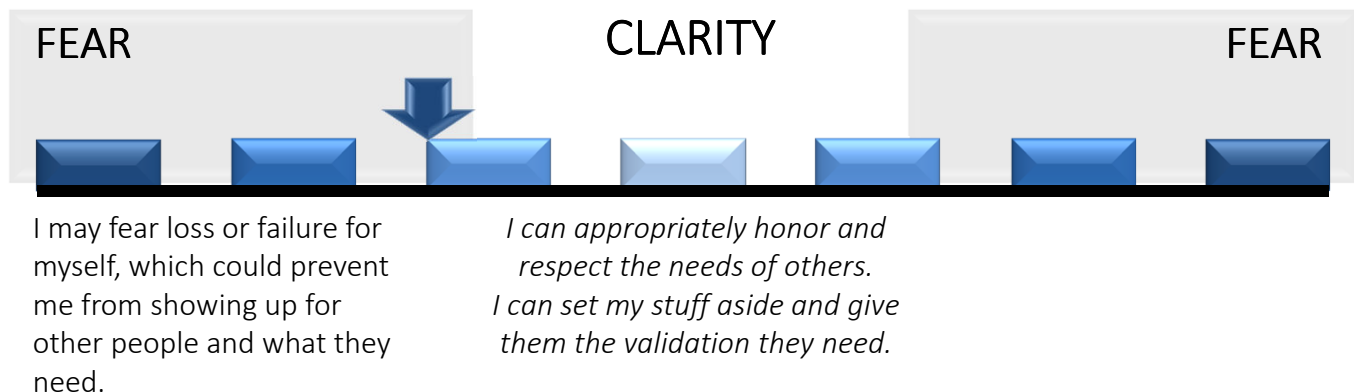 FEAR
CLARITY
FEAR
I may fear loss or failure for
myself, which could prevent
me from showing up for
other people and what they
need.
I can appropriately honor and
respect the needs of others.
I can set my stuff aside and give
them the validation they need.